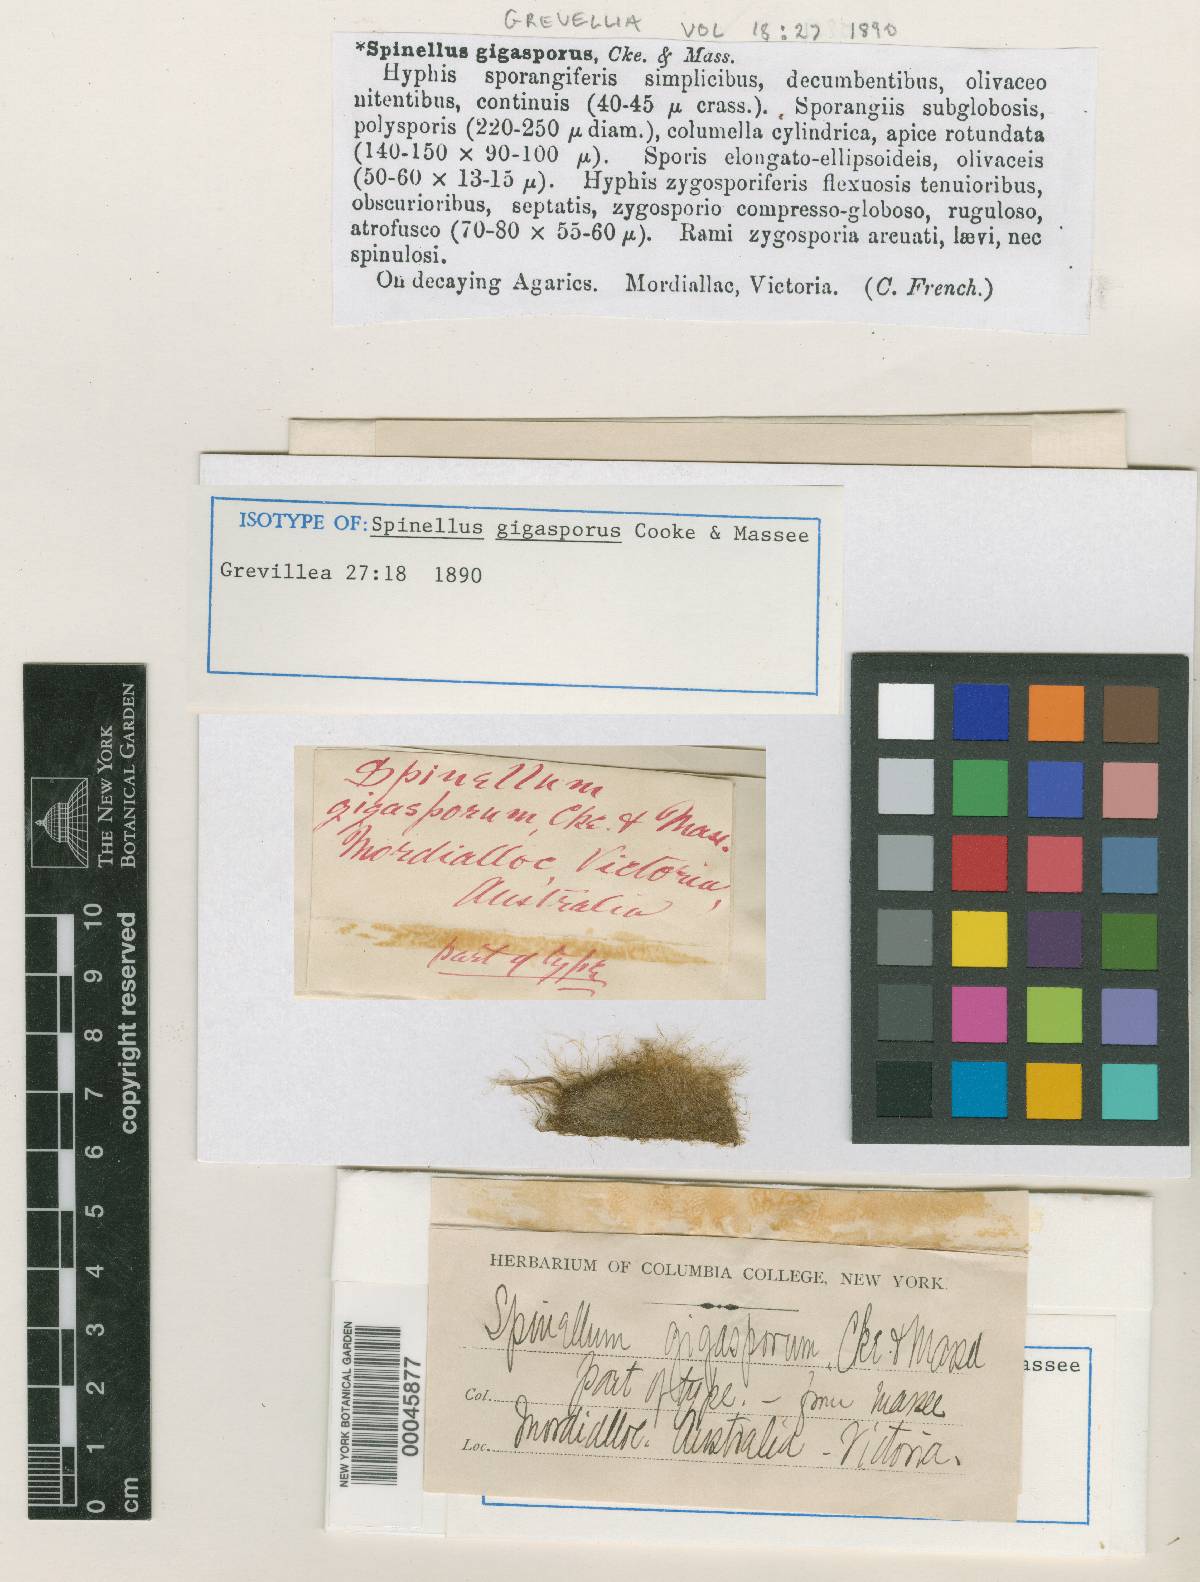 GREVELLIA VOL 18:27 1890
*Spinellus gigasporus, Cke. & Mass.
Hyphis sporangiferis simplicibus, decumbentibus, olivaceo
nitentibus, continuis (40-45 μ crass.). Sporangiis subglobosis,
polysporis (220-250 μ diam.), columella cylindrica, apice rotundata
(140-150 × 90-100 μ). Sporis elongato-ellipsoideis, olivaceis
(50-60 × 13-15 μ). Hyphis zygosporiferis flexuosis tenuioribus,
obscurioribus, septatis, zygosporio compresso-globoso, ruguloso,
atrofusco (70-80 × 55-60 μ). Rami zygosporia arcuati, lævi, nec
spinulosi.
On decaying Agarics. Mordiallac, Victoria. (C. French.)
ISOTYPE OF: Spinellus gigasporus Cooke & Massee
Grevillea 27:18 1890
Spinellum
gigasporum, Cke. & Mass.
Mordialloc, Victoria,
Australia
part of type
THE NEW YORK
BOTANICAL GARDEN
copyright reserved
10
9
8
7
6
5
4
3
2
1
0
cm
HERBARIUM OF COLUMBIA COLLEGE, NEW YORK.
Spinellum gigasporum. Cke. & Massee
Col. Part of type. - from Massee
Loc. Mordialloc. Australia - Victoria.
assee
NEW YORK BOTANICAL GARDEN
00045877